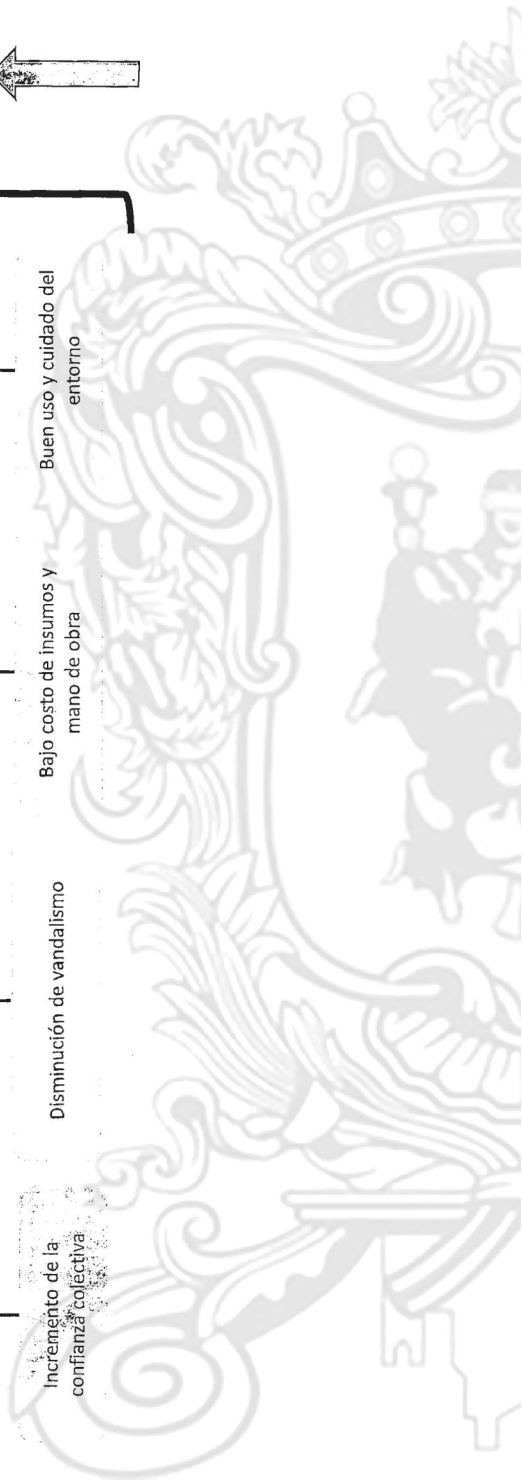 Incremento de la
confianza colectiva
Disminución de vandalismo
Bajo costo de insumos y
mano de obra
Buen uso y cuidado del
entorno